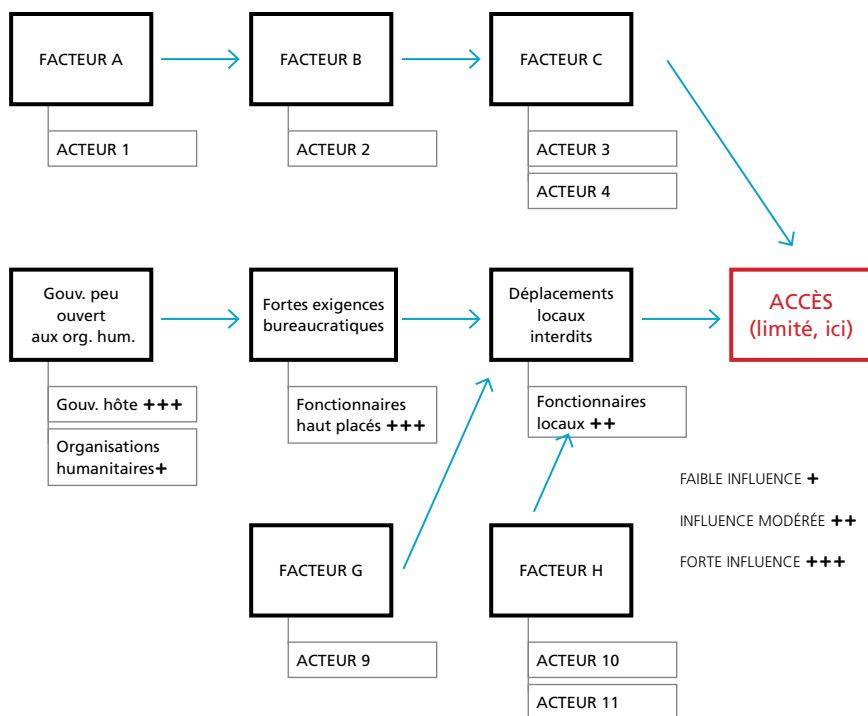 FACTEUR A
FACTEUR B
FACTEUR C
ACTEUR 1
ACTEUR 2
ACTEUR 3
ACTEUR 4
Gouv. peu
ouvert
aux org. hum.
Fortes exigences
bureaucratiques
Déplacements
locaux
interdits
ACCÈS
(limité, ici)
Gouv. hôte +++
Organisations
humanitaires+
Fonctionnaires
haut placés +++
Fonctionnaires
locaux ++
FAIBLE INFLUENCE +
INFLUENCE MODÉRÉE ++
FORTE INFLUENCE +++
FACTEUR G
FACTEUR H
ACTEUR 9
ACTEUR 10
ACTEUR 11